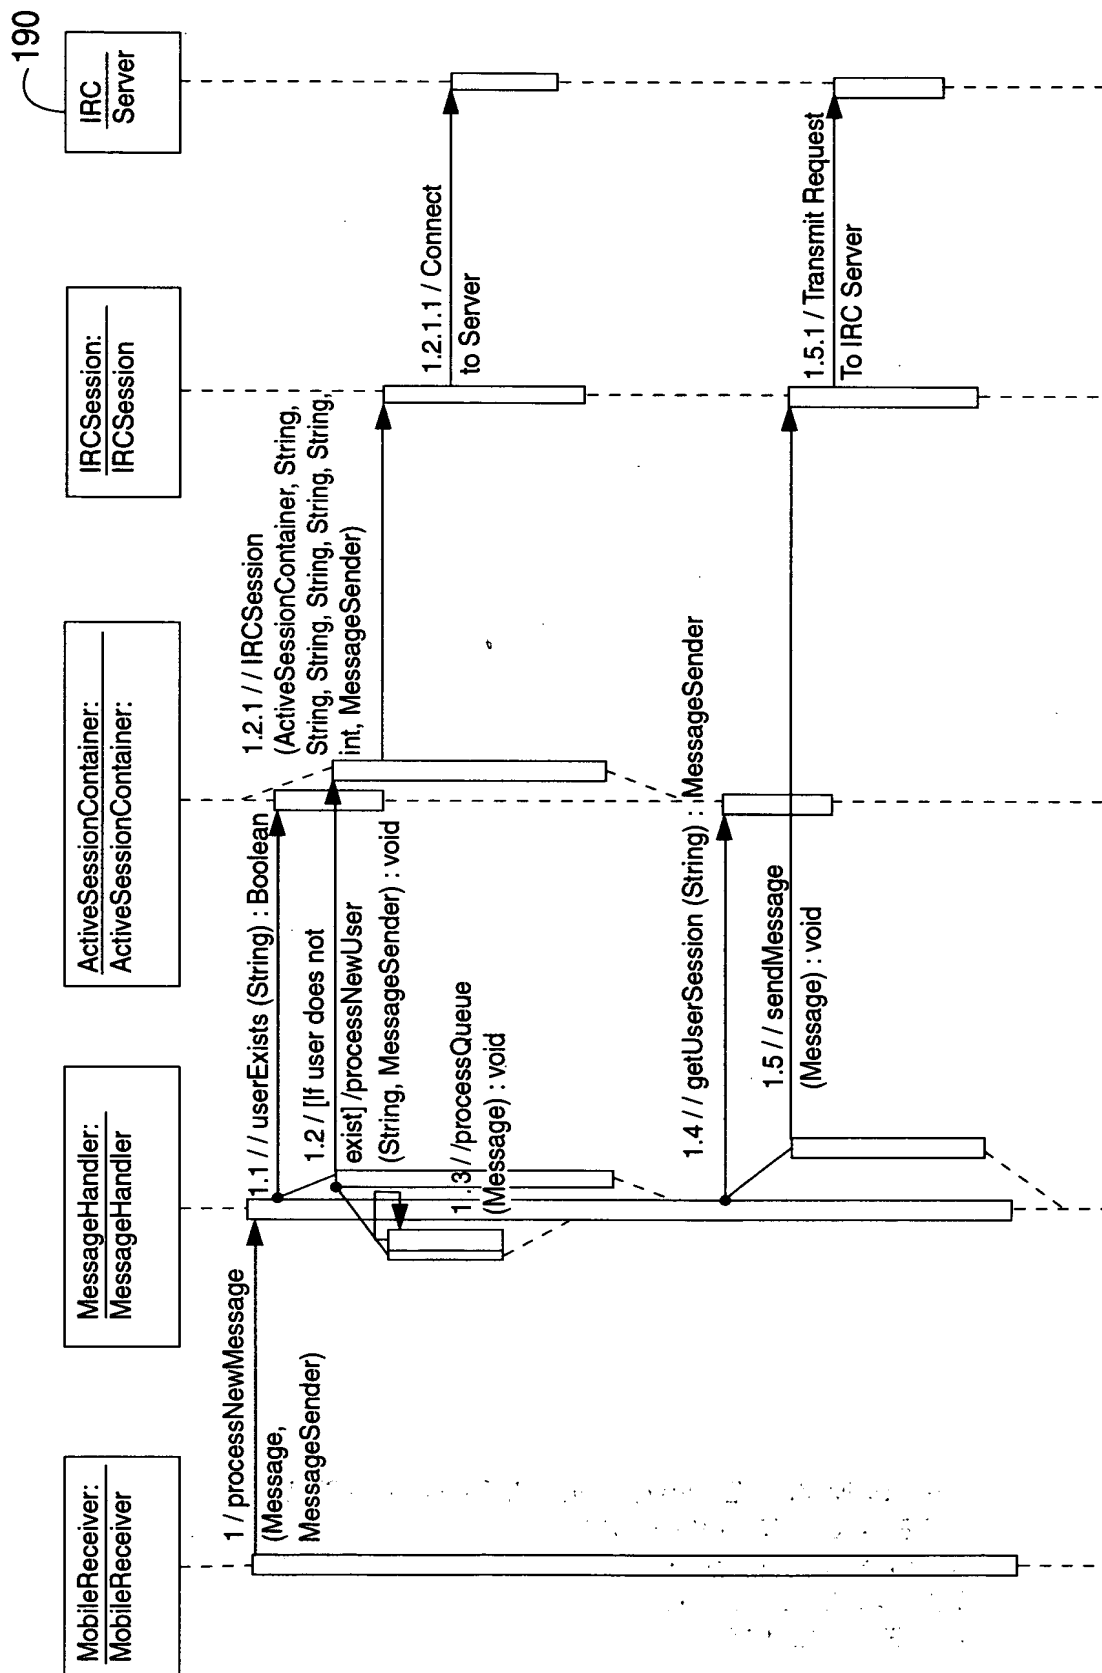 190
MobileReceiver:
MobileReceiver
MessageHandler:
MessageHandler
ActiveSessionContainer:
ActiveSessionContainer:
IRCSession:
IRCSession
IRC
Server
1 / processNewMessage
(Message,
MessageSender)
1.1 / / userExists (String) : Boolean
1.2 / [If user does not
exist] /processNewUser
(String, MessageSender) : void
1.2.1 / / IRCSession
(ActiveSessionContainer, String,
String, String, String, String, String,
int, MessageSender)
1.2.1.1 / Connect
to Server
1.3 / /processQueue
(Message) : void
1.4 / / getUserSession (String) : MessageSender
1.5 / / sendMessage
(Message) : void
1.5.1 / Transmit Request
To IRC Server